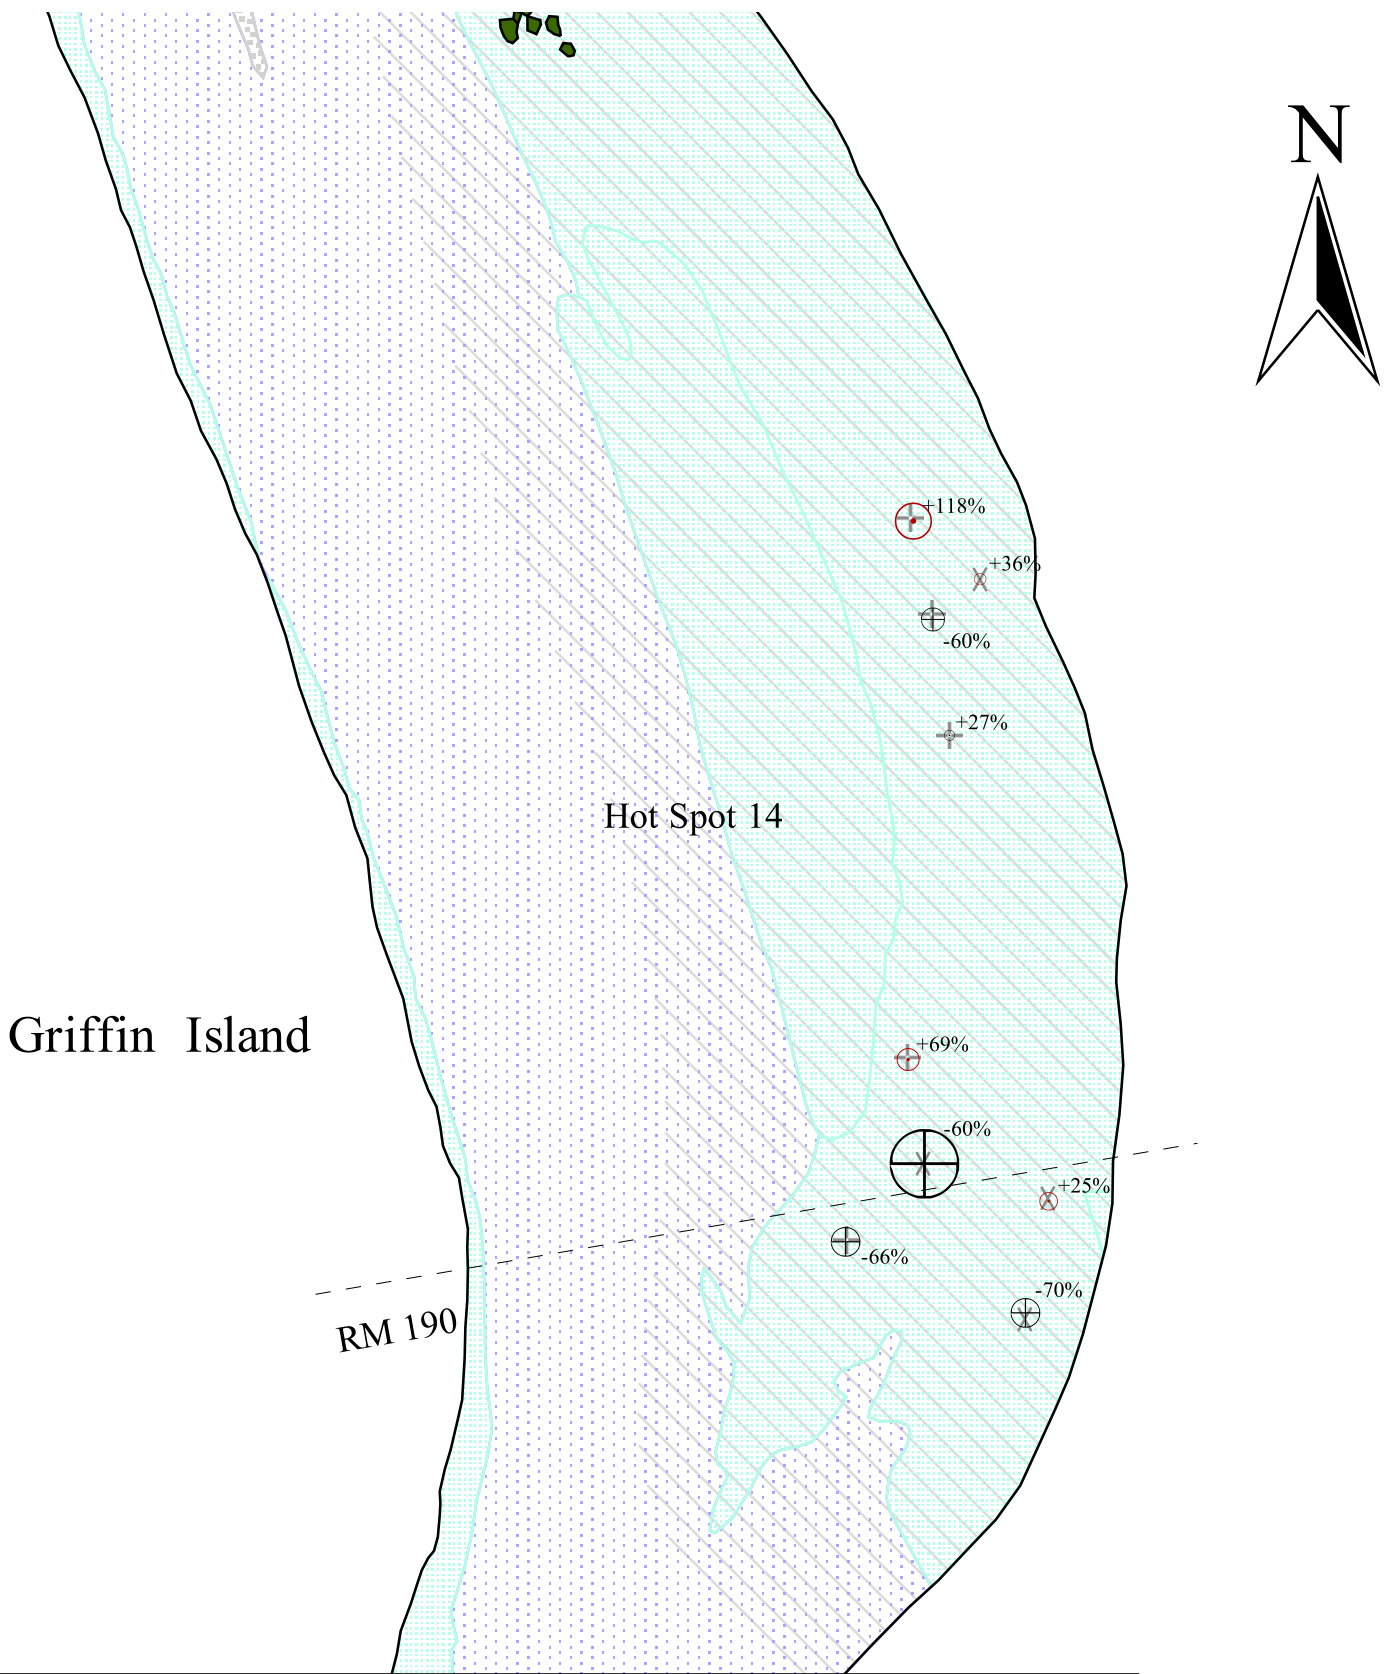 N
+118%
+36%
-60%
+27%
Hot Spot 14
Griffin Island
+69%
-60%
+25%
-66%
-70%
RM 190